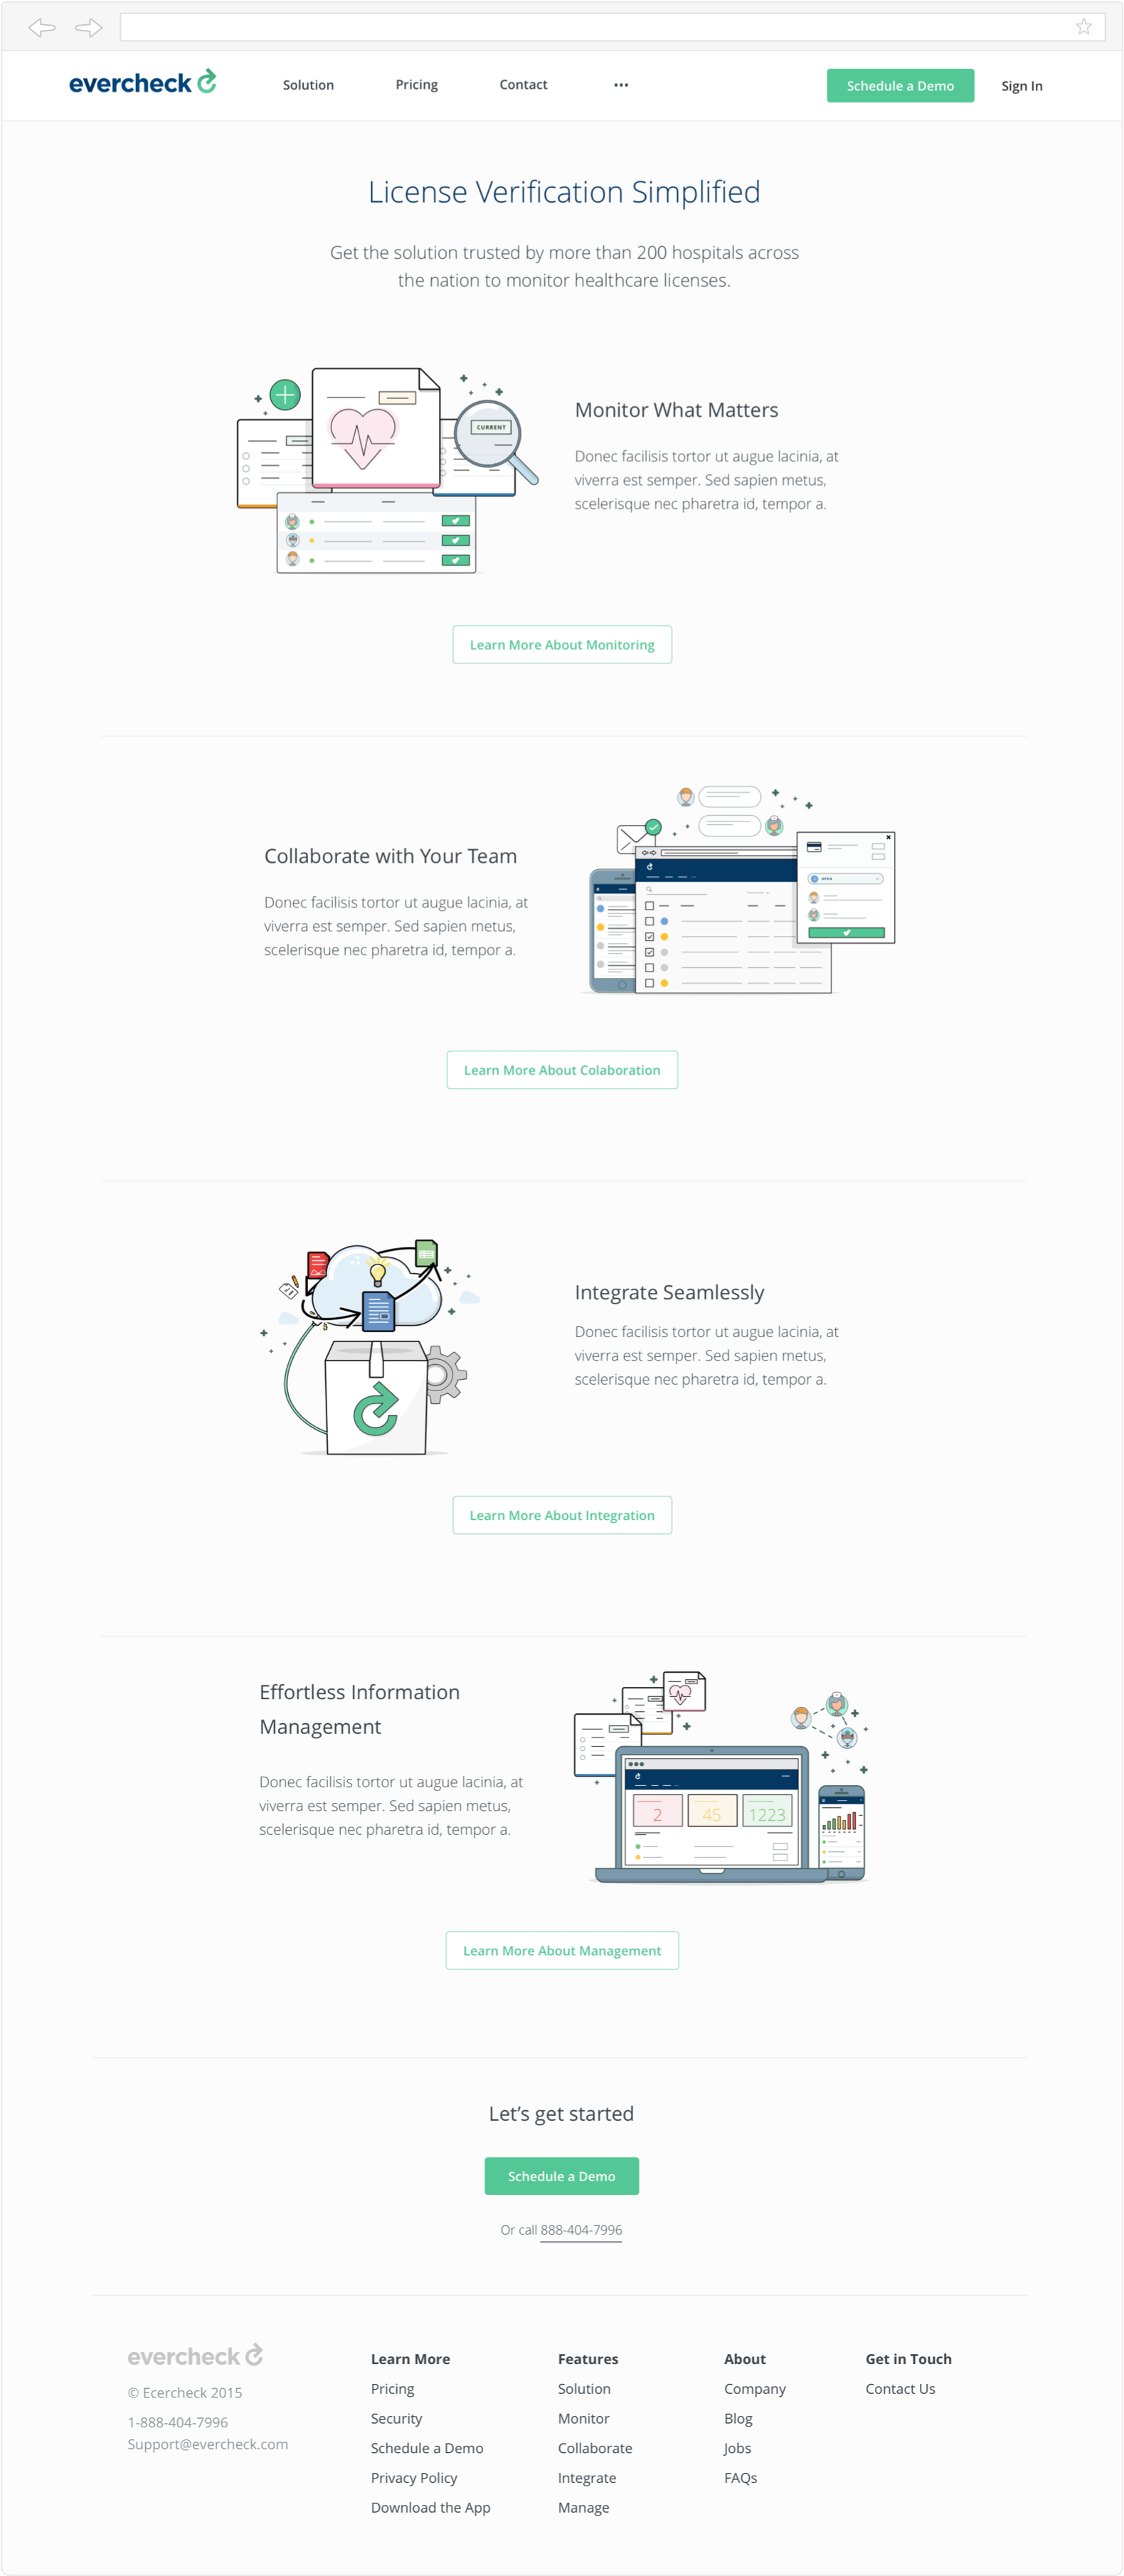 evercheck
Solution
Pricing
Contact
•••
Schedule a Demo
Sign In
License Verification Simplified
Get the solution trusted by more than 200 hospitals across
the nation to monitor healthcare licenses.
CURRENT
Monitor What Matters
Donec facilisis tortor ut augue lacinia, at
viverra est semper. Sed sapien metus,
scelerisque nec pharetra id, tempor a.
Learn More About Monitoring
Collaborate with Your Team
Donec facilisis tortor ut augue lacinia, at
viverra est semper. Sed sapien metus,
scelerisque nec pharetra id, tempor a.
OPEN
Learn More About Colaboration
Integrate Seamlessly
Donec facilisis tortor ut augue lacinia, at
viverra est semper. Sed sapien metus,
scelerisque nec pharetra id, tempor a.
Learn More About Integration
Effortless Information
Management
Donec facilisis tortor ut augue lacinia, at
viverra est semper. Sed sapien metus,
scelerisque nec pharetra id, tempor a.
2
45
1223
Learn More About Management
Let’s get started
Schedule a Demo
Or call 888-404-7996
evercheck
© Ecercheck 2015
1-888-404-7996
Support@evercheck.com
Learn More
Pricing
Security
Schedule a Demo
Privacy Policy
Download the App
Features
Solution
Monitor
Collaborate
Integrate
Manage
About
Company
Blog
Jobs
FAQs
Get in Touch
Contact Us